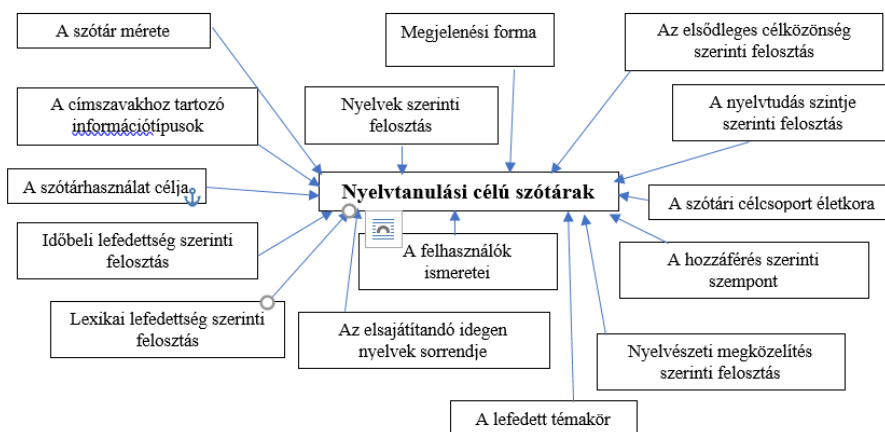 A szótár mérete
Megjelenési forma
Az elsődleges célközönség
szerinti felosztás
A címszavakhoz tartozó
információtípusok
Nyelvek szerinti
felosztás
A nyelvtudás szintje
szerinti felosztás
A szótárhasználat célja
Nyelvtanulási célú szótárak
A szótári célcsoport életkora
Időbeli lefedettség szerinti
felosztás
A felhasználók
ismeretei
A hozzáférés szerinti
szempont
Lexikai lefedettség szerinti
felosztás
Az elsajátítandó idegen
nyelvek sorrendje
Nyelvészeti megközelítés
szerinti felosztás
A lefedett témakör